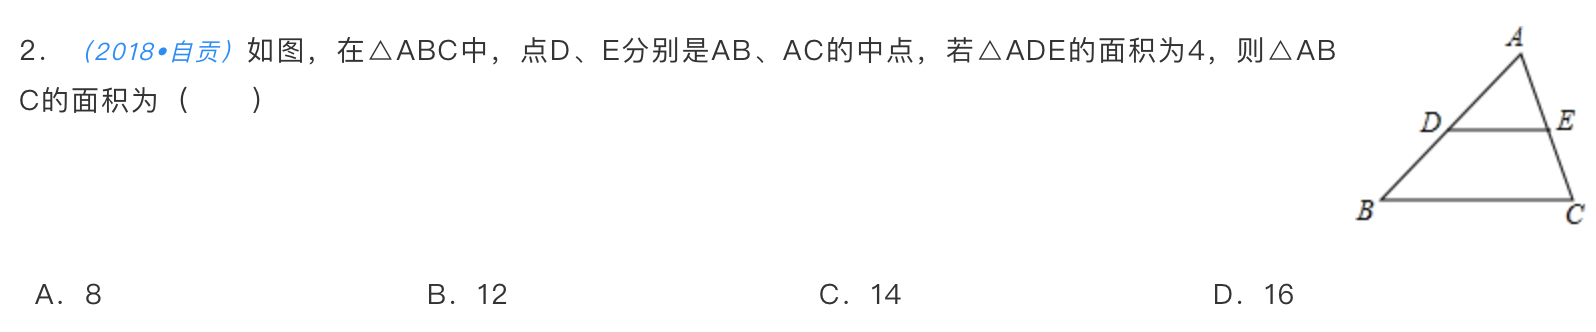 2. （2018•自贡）如图，在△ABC中，点D、E分别是AB、AC的中点，若△ADE的面积为4，则△AB
C的面积为（　　）
A
D
E
B
C
A. 8
B. 12
C. 14
D. 16